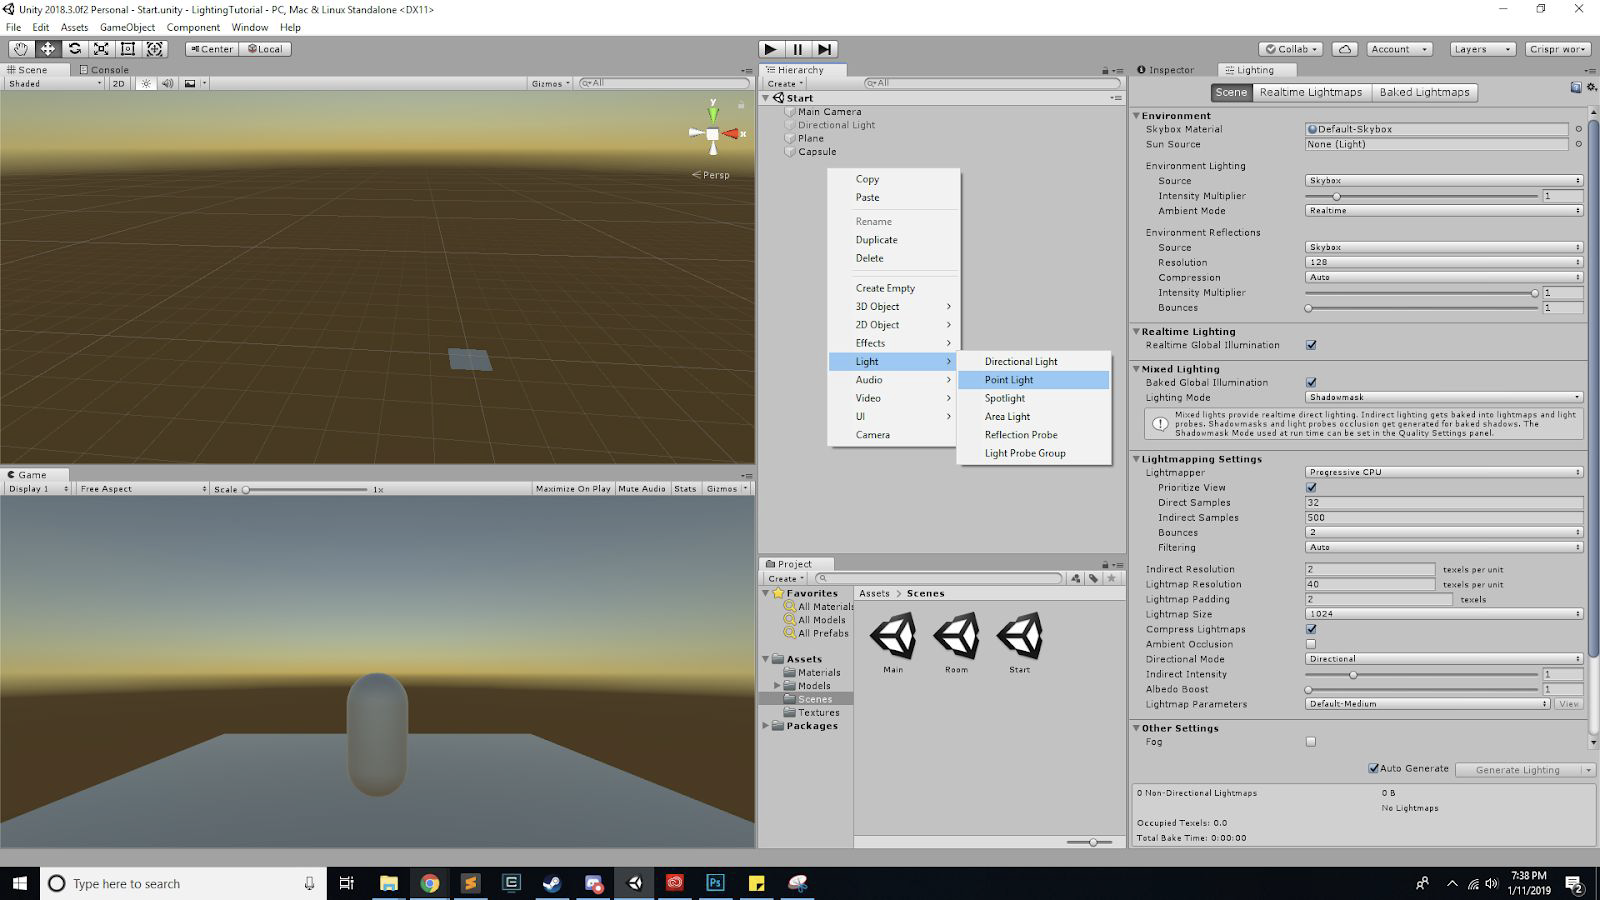 Unity 2018.3.0f2 Personal - Start.unity - LightingTutorial - PC, Mac & Linux Standalone <DX11>
File Edit Assets GameObject Component Window Help
Center Local
Collab Account Layers Crispr wor
Scene Console
Shaded 2D Gizmos All
y
x
Persp
Game
Display 1 Free Aspect Scale 1x Maximize On Play Mute Audio Stats Gizmos
Hierarchy
Create All
Start
Main Camera
Directional Light
Plane
Capsule
Copy
Paste
Rename
Duplicate
Delete
Create Empty
3D Object
2D Object
Effects
Light
Audio
Video
UI
Camera
Directional Light
Point Light
Spotlight
Area Light
Reflection Probe
Light Probe Group
Project
Create
Favorites
All Materials
All Models
All Prefabs
Assets
Materials
Models
Scenes
Textures
Packages
Assets > Scenes
Main Room Start
Inspector Lighting
Scene Realtime Lightmaps Baked Lightmaps
Environment
Skybox Material Default-Skybox
Sun Source None (Light)
Environment Lighting
Source Skybox
Intensity Multiplier 1
Ambient Mode Realtime
Environment Reflections
Source Skybox
Resolution 128
Compression Auto
Intensity Multiplier 1
Bounces 1
Realtime Lighting
Realtime Global Illumination
Mixed Lighting
Baked Global Illumination
Lighting Mode Shadowmask
Mixed lights provide realtime direct lighting. Indirect lighting gets baked into lightmaps and light
probes. Shadowmasks and light probes occlusion get generated for baked shadows. The
Shadowmask Mode used at run time can be set in the Quality Settings panel.
Lightmapping Settings
Lightmapper Progressive CPU
Prioritize View
Direct Samples 32
Indirect Samples 500
Bounces 2
Filtering Auto
Indirect Resolution 2 texels per unit
Lightmap Resolution 40 texels per unit
Lightmap Padding 2 texels
Lightmap Size 1024
Compress Lightmaps
Ambient Occlusion
Directional Mode Directional
Indirect Intensity 1
Albedo Boost 1
Lightmap Parameters Default-Medium View
Other Settings
Fog
Auto Generate Generate Lighting
0 Non-Directional Lightmaps 0 B
No Lightmaps
Occupied Texels: 0.0
Total Bake Time: 0:00:00
Type here to search
Ps
7:38 PM
1/11/2019
2